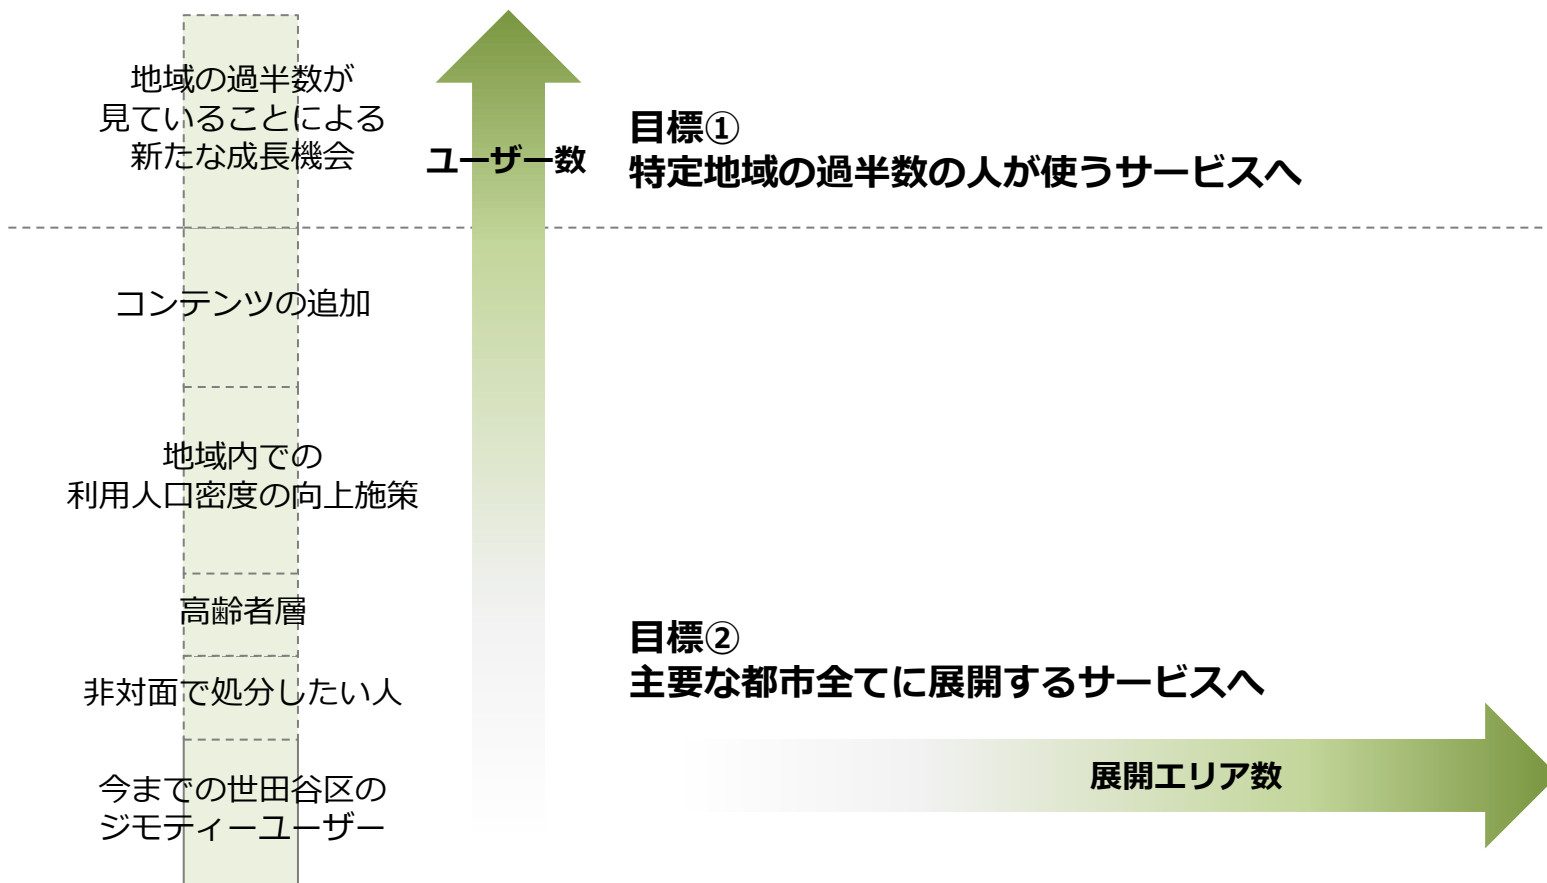 地域の過半数が
見ていることによる
新たな成長機会
ユーザー数
目標①
特定地域の過半数の人が使うサービスへ
コンテンツの追加
地域内での
利用人口密度の向上施策
高齢者層
非対面で処分したい人
今までの世田谷区の
ジモティーユーザー
目標②
主要な都市全てに展開するサービスへ
展開エリア数